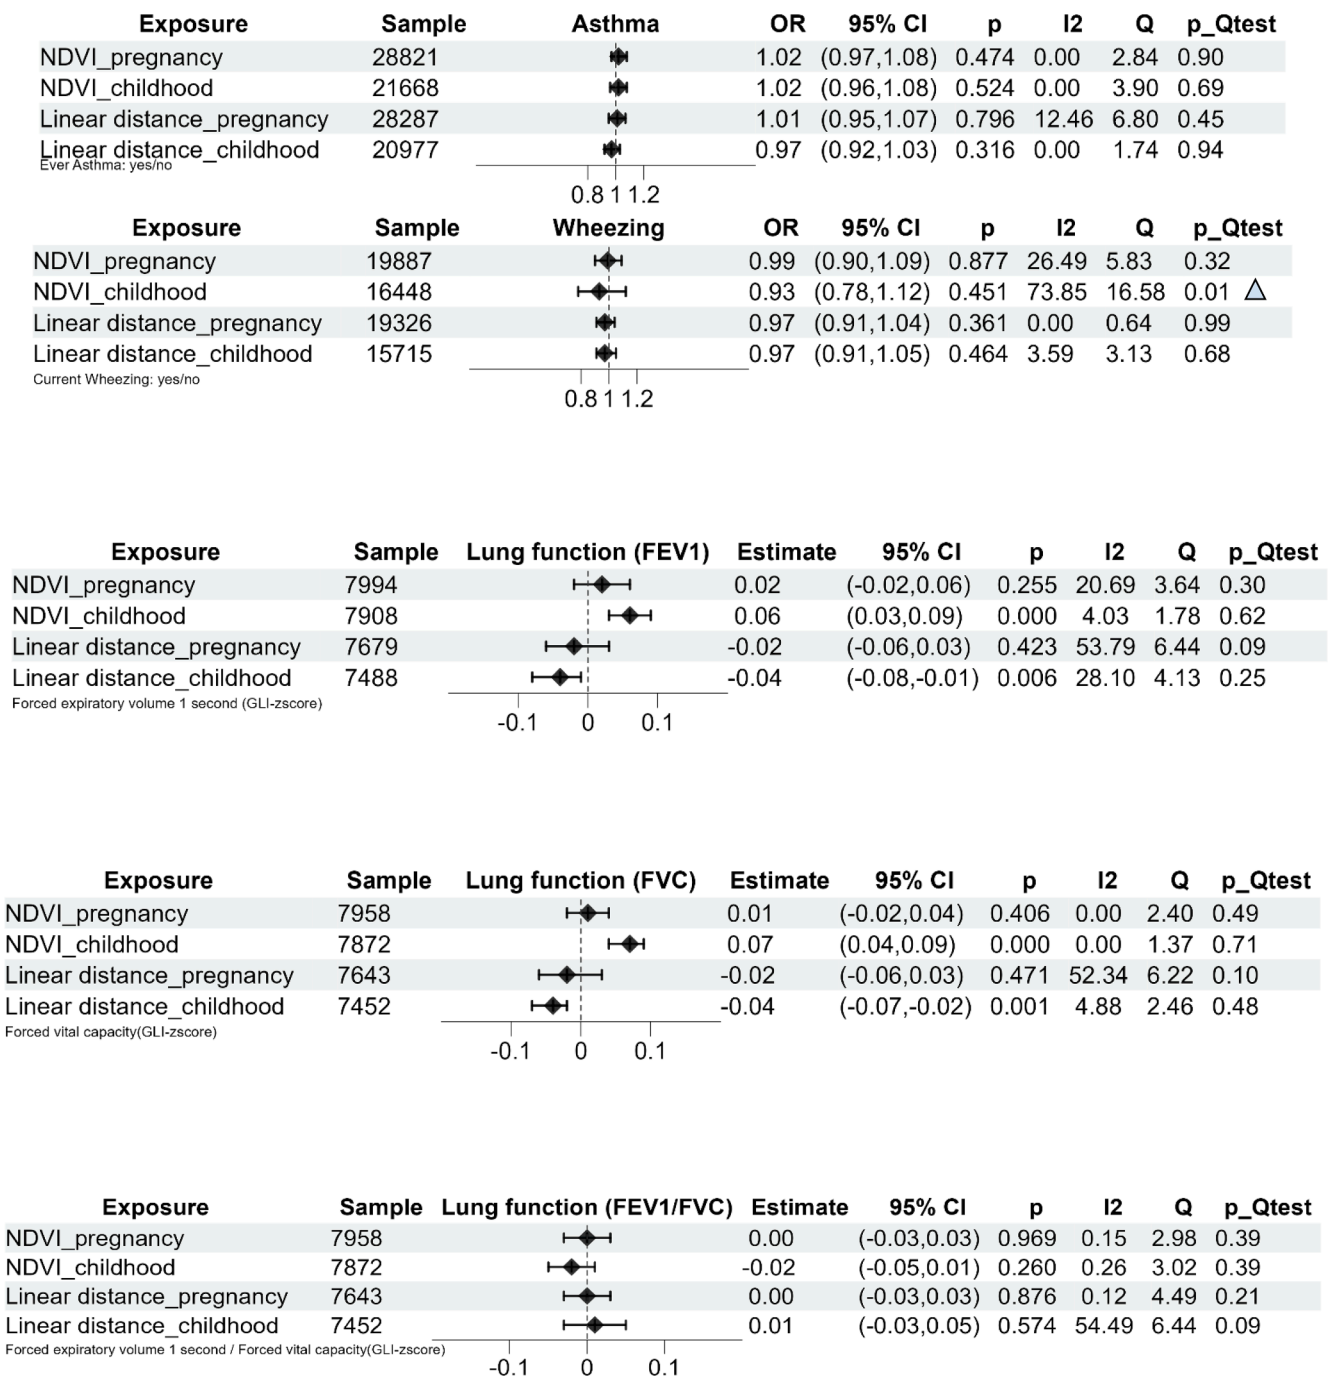 Exposure Sample Asthma OR 95% CI p I2 Q p_Qtest
NDVI_pregnancy 28821 1.02 (0.97,1.08) 0.474 0.00 2.84 0.90
NDVI_childhood 21668 1.02 (0.96,1.08) 0.524 0.00 3.90 0.69
Linear distance_pregnancy 28287 1.01 (0.95,1.07) 0.796 12.46 6.80 0.45
Linear distance_childhood 20977 0.97 (0.92,1.03) 0.316 0.00 1.74 0.94
Ever Asthma: yes/no
0.8 1 1.2
Exposure Sample Wheezing OR 95% CI p I2 Q p_Qtest
NDVI_pregnancy 19887 0.99 (0.90,1.09) 0.877 26.49 5.83 0.32
NDVI_childhood 16448 0.93 (0.78,1.12) 0.451 73.85 16.58 0.01
Linear distance_pregnancy 19326 0.97 (0.91,1.04) 0.361 0.00 0.64 0.99
Linear distance_childhood 15715 0.97 (0.91,1.05) 0.464 3.59 3.13 0.68
Current Wheezing: yes/no
0.8 1 1.2
Exposure Sample Lung function (FEV1) Estimate 95% CI p I2 Q p_Qtest
NDVI_pregnancy 7994 0.02 (-0.02,0.06) 0.255 20.69 3.64 0.30
NDVI_childhood 7908 0.06 (0.03,0.09) 0.000 4.03 1.78 0.62
Linear distance_pregnancy 7679 -0.02 (-0.06,0.03) 0.423 53.79 6.44 0.09
Linear distance_childhood 7488 -0.04 (-0.08,-0.01) 0.006 28.10 4.13 0.25
Forced expiratory volume 1 second (GLI-zscore)
-0.1 0 0.1
Exposure Sample Lung function (FVC) Estimate 95% CI p I2 Q p_Qtest
NDVI_pregnancy 7958 0.01 (-0.02,0.04) 0.406 0.00 2.40 0.49
NDVI_childhood 7872 0.07 (0.04,0.09) 0.000 0.00 1.37 0.71
Linear distance_pregnancy 7643 -0.02 (-0.06,0.03) 0.471 52.34 6.22 0.10
Linear distance_childhood 7452 -0.04 (-0.07,-0.02) 0.001 4.88 2.46 0.48
Forced vital capacity(GLI-zscore)
-0.1 0 0.1
Exposure Sample Lung function (FEV1/FVC) Estimate 95% CI p I2 Q p_Qtest
NDVI_pregnancy 7958 0.00 (-0.03,0.03) 0.969 0.15 2.98 0.39
NDVI_childhood 7872 -0.02 (-0.05,0.01) 0.260 0.26 3.02 0.39
Linear distance_pregnancy 7643 0.00 (-0.03,0.03) 0.876 0.12 4.49 0.21
Linear distance_childhood 7452 0.01 (-0.03,0.05) 0.574 54.49 6.44 0.09
Forced expiratory volume 1 second / Forced vital capacity(GLI-zscore)
-0.1 0 0.1